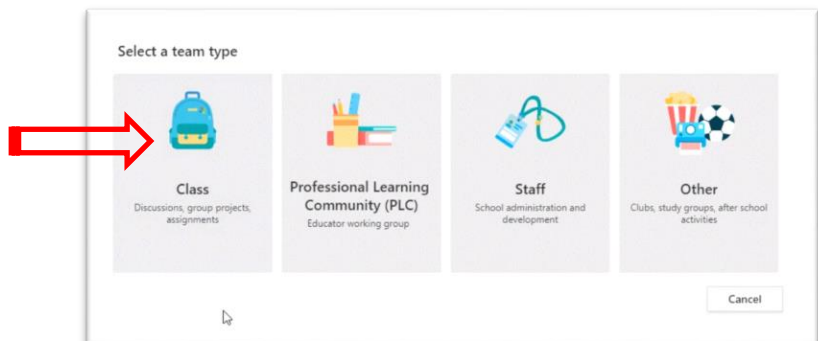 Select a team type
Class
Discussions, group projects,
assignments
Professional Learning
Community (PLC)
Educator working group
Staff
School administration and
development
Other
Clubs, study groups, after school
activities
Cancel